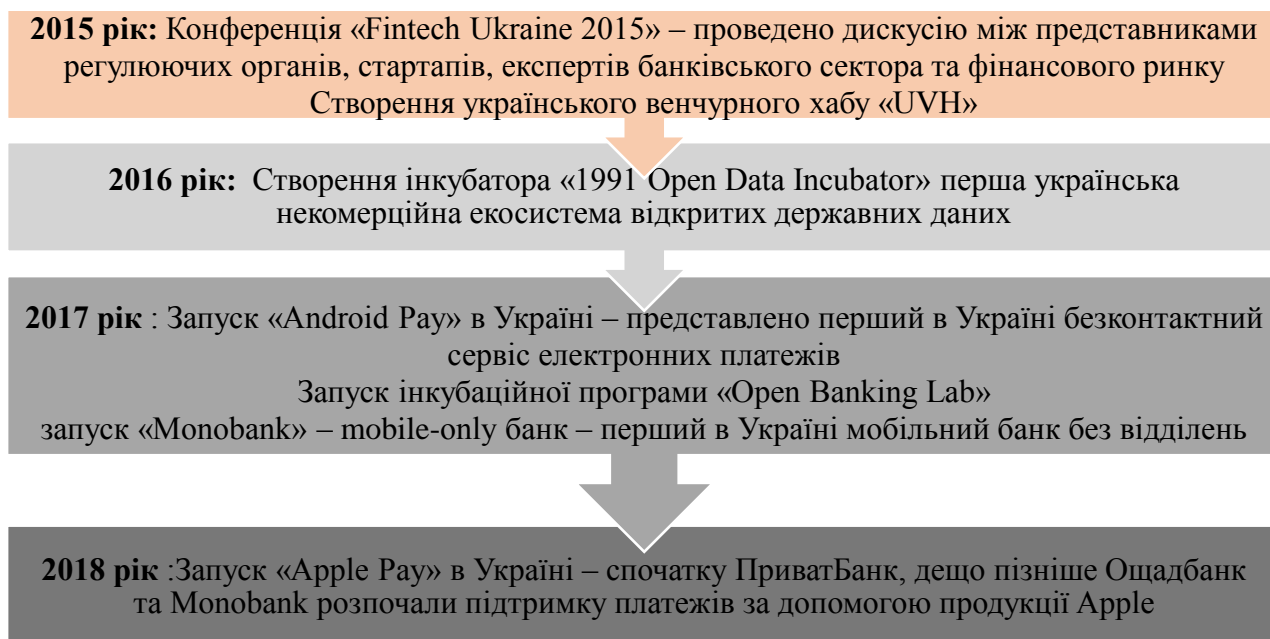 2015 рік: Конференція «Fintech Ukraine 2015» – проведено дискусію між представниками
регулюючих органів, стартапів, експертів банківського сектора та фінансового ринку
Створення українського венчурного хабу «UVH»
2016 рік: Створення інкубатора «1991 Open Data Incubator» перша українська
некомерційна екосистема відкритих державних даних
2017 рік : Запуск «Android Pay» в Україні – представлено перший в Україні безконтактний
сервіс електронних платежів
Запуск інкубаційної програми «Open Banking Lab»
запуск «Monobank» – mobile-only банк – перший в Україні мобільний банк без відділень
2018 рік :Запуск «Apple Pay» в Україні – спочатку ПриватБанк, дещо пізніше Ощадбанк
та Monobank розпочали підтримку платежів за допомогою продукції Apple